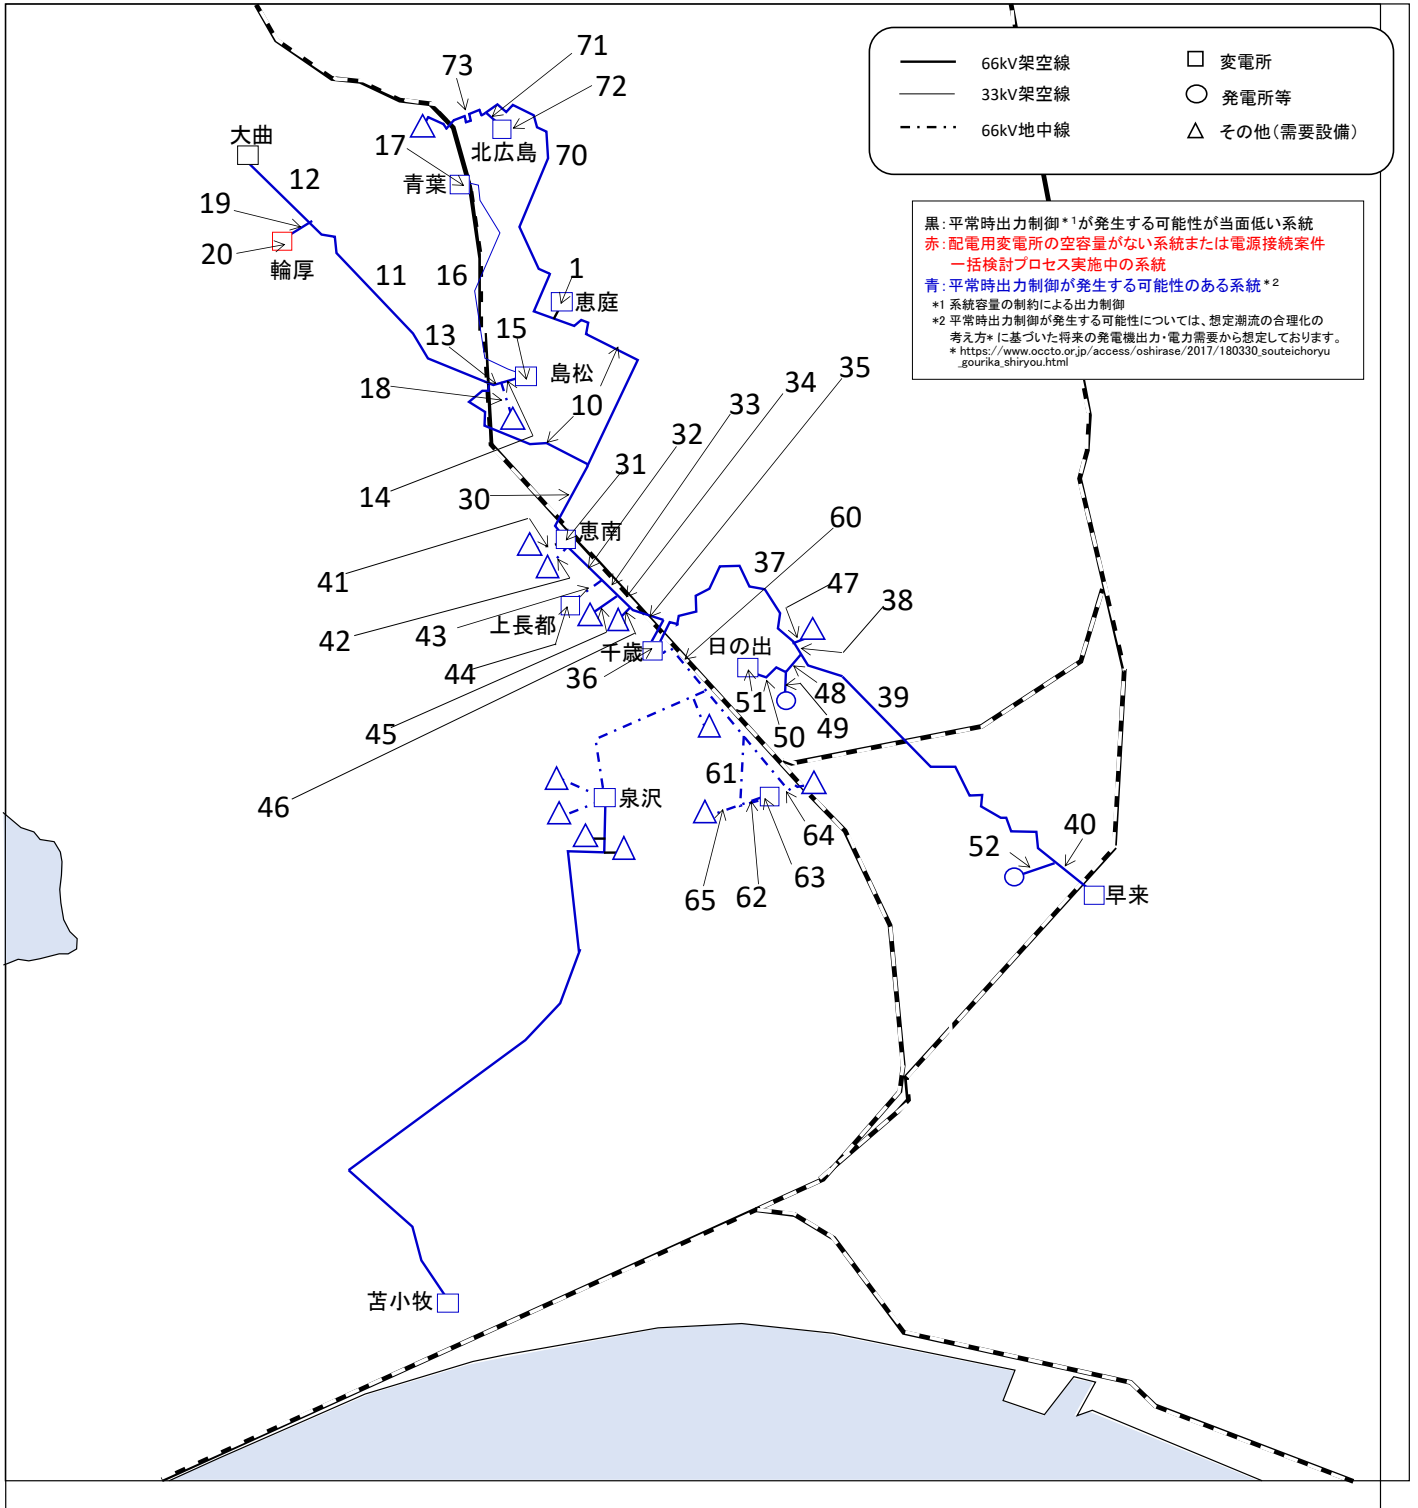 66kV架空線
33kV架空線
66kV地中線
変電所
発電所等
その他(需要設備)
黒:平常時出力制御*1が発生する可能性が当面低い系統
赤:配電用変電所の空容量がない系統または電源接続案件
一括検討プロセス実施中の系統
青:平常時出力制御が発生する可能性のある系統*2
*1 系統容量の制約による出力制御
*2 平常時出力制御が発生する可能性については、想定潮流の合理化の
考え方* に基づいた将来の発電機出力・電力需要から想定しております。
* https://www.occto.or.jp/access/oshirase/2017/180330_souteichoryu
_gourika_shiryou.html
71
73
72
大曲
17
北広島
70
青葉
12
19
20
輪厚
11
16
1
恵庭
13
15
島松
18
10
35
34
33
32
31
14
30
恵南
60
41
37
47
38
42
43
上長都
44
千歳
36
日の出
45
46
51
48
39
50
49
61
泉沢
64
63
62
65
52
40
早来
苫小牧